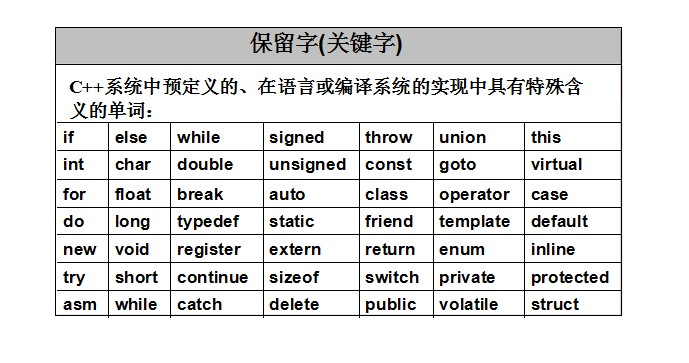 保留字(关键字)
C++系统中预定义的、在语言或编译系统的实现中具有特殊含
义的单词：
if else while signed throw union this
int char double unsigned const goto virtual
for float break auto class operator case
do long typedef static friend template default
new void register extern return enum inline
try short continue sizeof switch private protected
asm while catch delete public volatile struct